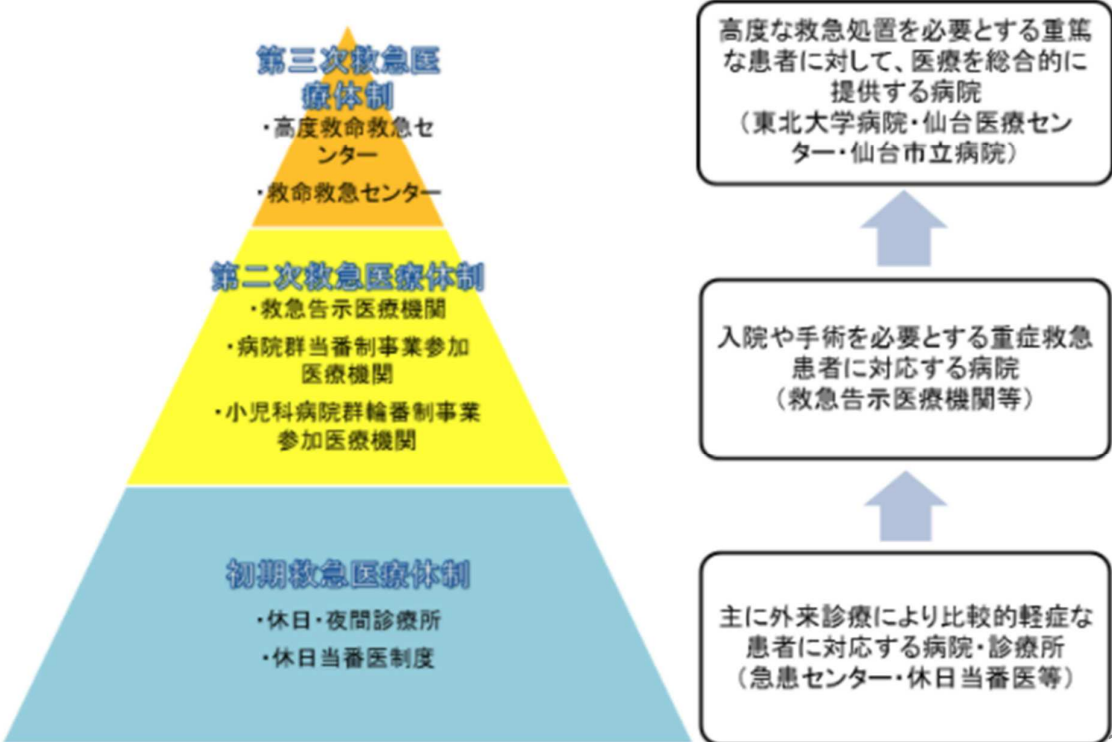 第三次救急医
療体制
・高度救命救急セ
ンター
・救命救急センター
第二次救急医療体制
・救急告示医療機関
・病院群当番制事業参加
医療機関
・小児科病院群輪番制事業
参加医療機関
初期救急医療体制
・休日・夜間診療所
・休日当番医制度
高度な救急処置を必要とする重篤
な患者に対して、医療を総合的に
提供する病院
（東北大学病院・仙台医療セン
ター・仙台市立病院）
入院や手術を必要とする重症救急
患者に対応する病院
（救急告示医療機関等）
主に外来診療により比較的軽症な
患者に対応する病院・診療所
（急患センター・休日当番医等）